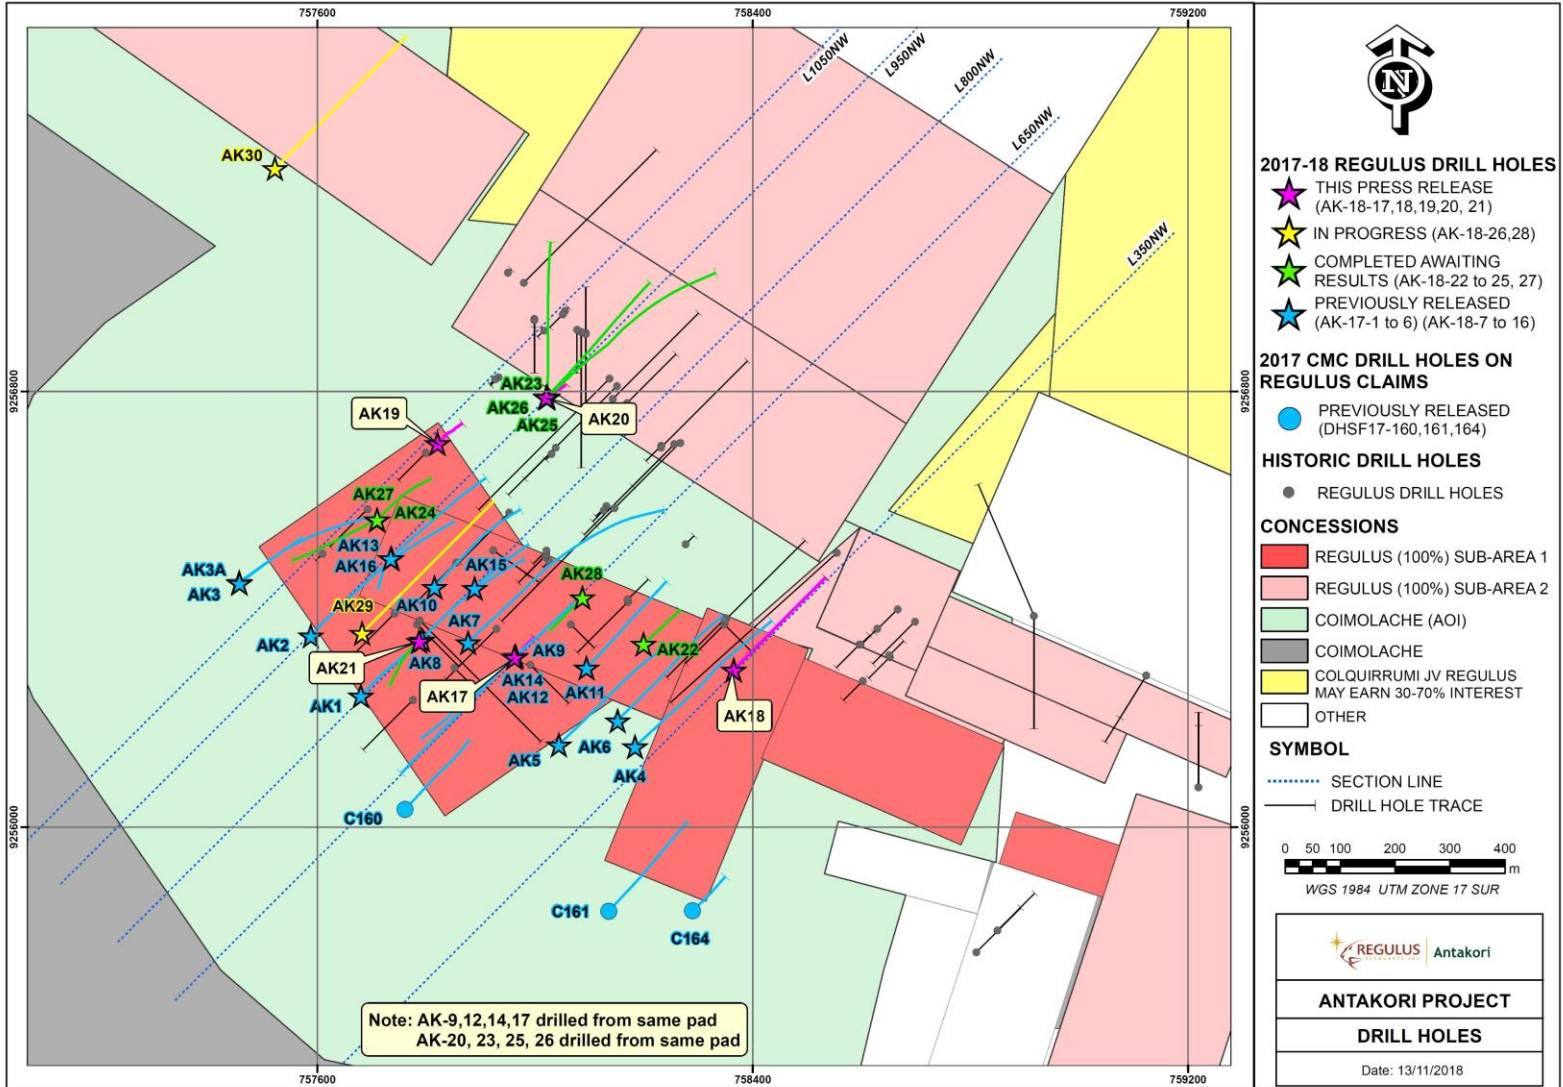 757600
758400
759200
L1050NW
L950NW
L800NW
L650NW
L350NW
9256800
9256800
9256000
9256000
AK30
AK23
AK26
AK25
AK20
AK19
AK27
AK24
AK13
AK16
AK3A
AK3
AK15
AK28
AK10
AK29
AK7
AK2
AK8
AK9
AK22
AK21
AK14
AK12
AK11
AK17
AK1
AK18
AK6
AK5
AK4
C160
C161
C164
Note: AK-9,12,14,17 drilled from same pad
AK-20, 23, 25, 26 drilled from same pad
757600
758400
759200
N
2017-18 REGULUS DRILL HOLES
THIS PRESS RELEASE
(AK-18-17,18,19,20, 21)
IN PROGRESS (AK-18-26,28)
COMPLETED AWAITING
RESULTS (AK-18-22 to 25, 27)
PREVIOUSLY RELEASED
(AK-17-1 to 6) (AK-18-7 to 16)
2017 CMC DRILL HOLES ON
REGULUS CLAIMS
PREVIOUSLY RELEASED
(DHSF17-160,161,164)
HISTORIC DRILL HOLES
REGULUS DRILL HOLES
CONCESSIONS
REGULUS (100%) SUB-AREA 1
REGULUS (100%) SUB-AREA 2
COIMOLACHE (AOI)
COIMOLACHE
COLQUIRRUMI JV REGULUS
MAY EARN 30-70% INTEREST
OTHER
SYMBOL
SECTION LINE
DRILL HOLE TRACE
0 50 100 200 300 400
m
WGS 1984 UTM ZONE 17 SUR
REGULUS
RESOURCES INC
Antakori
ANTAKORI PROJECT
DRILL HOLES
Date: 13/11/2018